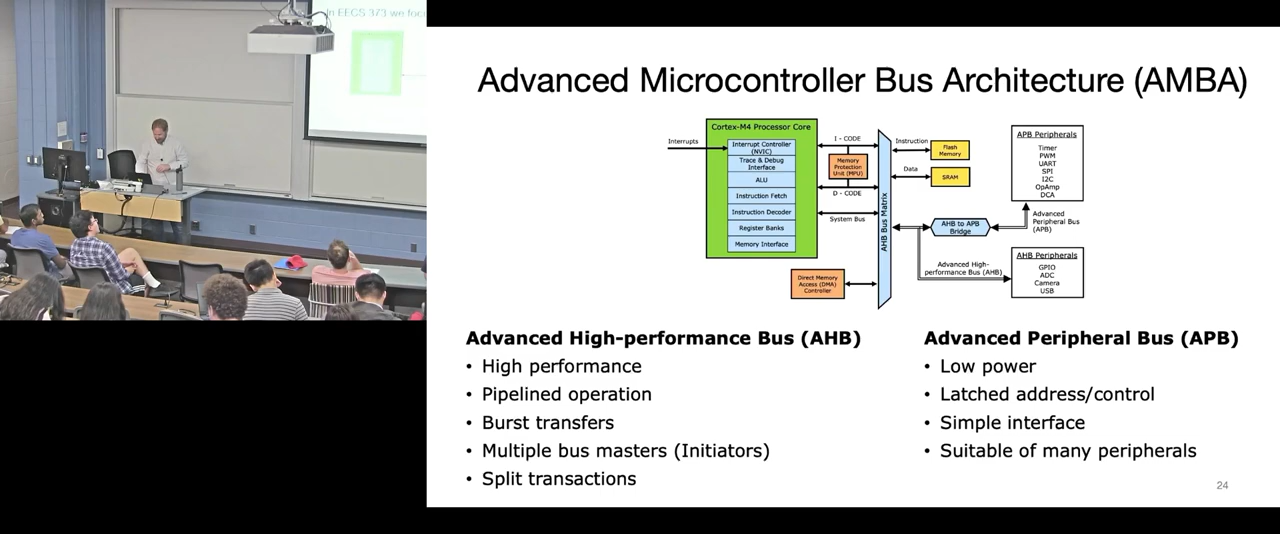 In EECS 373 we fo
Advanced Microcontroller Bus Architecture (AMBA)
Cortex-M4 Processor Core
Interrupts
Interrupt Controller
(NVIC)
Trace & Debug
Interface
ALU
Instruction Fetch
Instruction Decoder
Register Banks
Memory Interface
I - CODE
Memory
Protection
Unit (MPU)
D - CODE
System Bus
Direct Memory
Access (DMA)
Controller
AHB Bus Matrix
Instruction
Flash
Memory
Data
SRAM
AHB to APB
Bridge
Advanced High-
performance Bus (AHB)
APB Peripherals
Timer
PWM
UART
SPI
I2C
OpAmp
DCA
Advanced
Peripheral Bus
(APB)
AHB Peripherals
GPIO
ADC
Camera
USB
Advanced High-performance Bus (AHB)
• High performance
• Pipelined operation
• Burst transfers
• Multiple bus masters (Initiators)
• Split transactions
Advanced Peripheral Bus (APB)
• Low power
• Latched address/control
• Simple interface
• Suitable of many peripherals
24